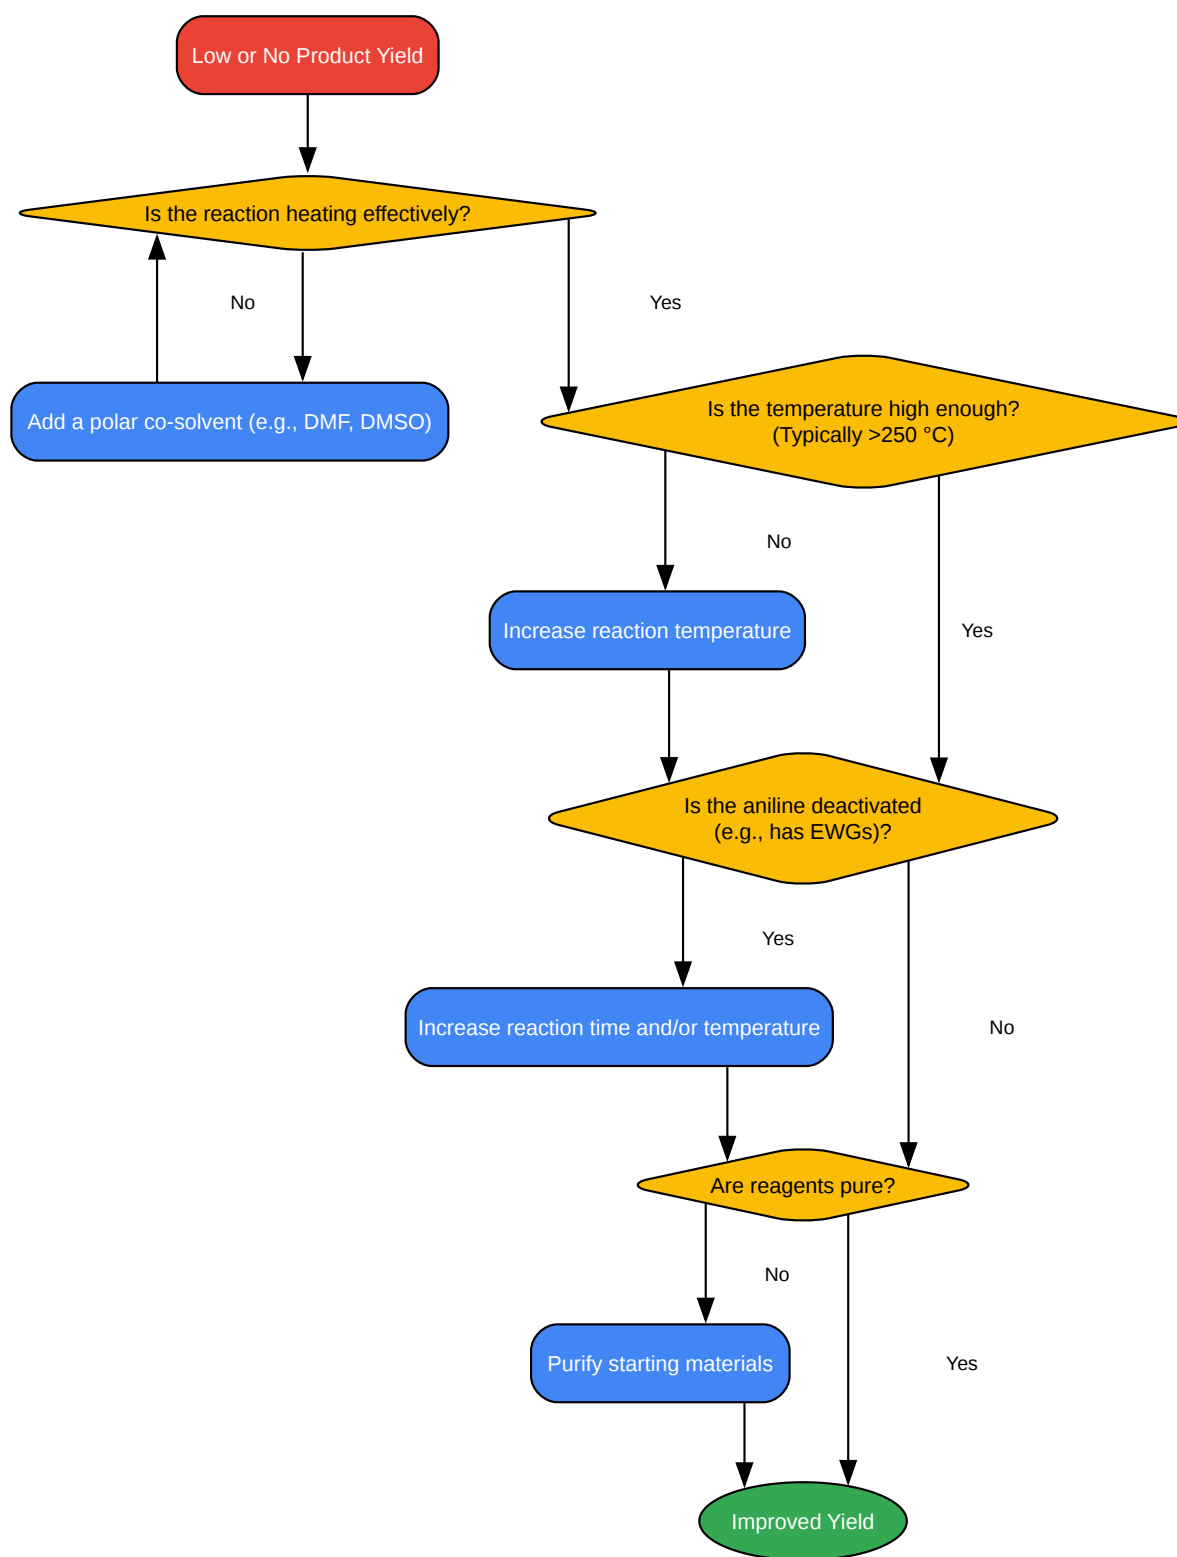 Low or No Product Yield
Is the reaction heating effectively?
No
Yes
Add a polar co-solvent (e.g., DMF, DMSO)
Is the temperature high enough?
(Typically >250 °C)
No
Increase reaction temperature
Yes
Is the aniline deactivated
(e.g., has EWGs)?
Yes
Increase reaction time and/or temperature
No
Are reagents pure?
No
Purify starting materials
Yes
Improved Yield